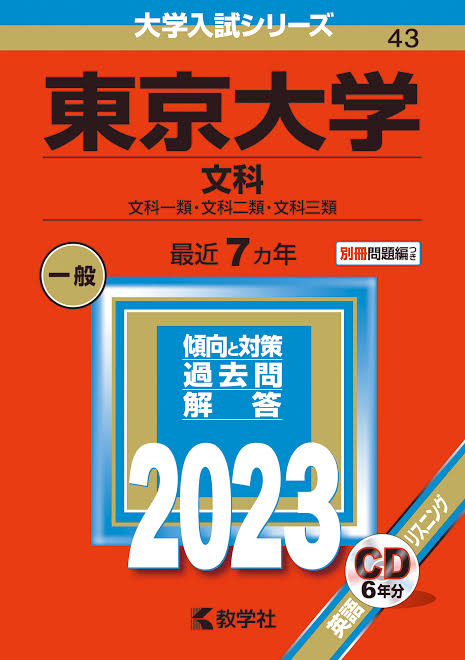 大学入試シリーズ
43
東京大学
文科
文科一類・文科二類・文科三類
最近7カ年
別冊問題編つき
一般
傾向と対策
過去問
解答
2023
英語リスニング
CD
6年分
教学社